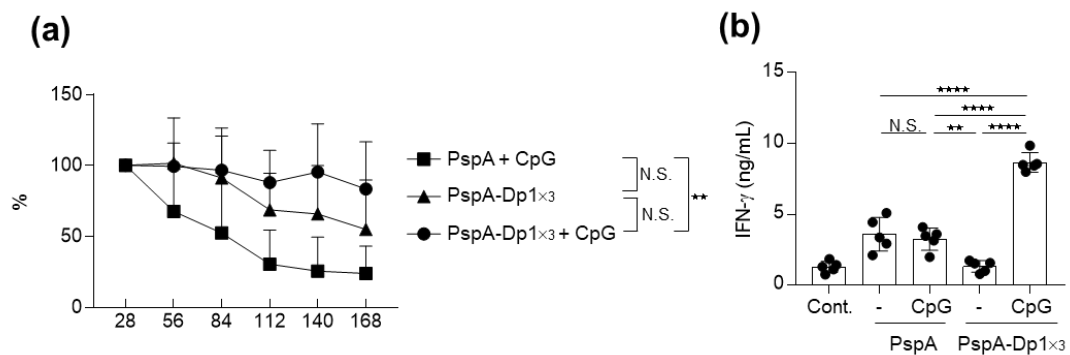 (a)
150
100
50
0
%
28 56 84 112 140 168
PspA + CpG
PspA-Dp1×3
PspA-Dp1×3 + CpG
N.S.
N.S.
★★
(b)
15
10
5
0
IFN-γ (ng/mL)
★★★★
★★★★
N.S. ★★ ★★★★
Cont. - CpG - CpG
PspA PspA-Dp1×3